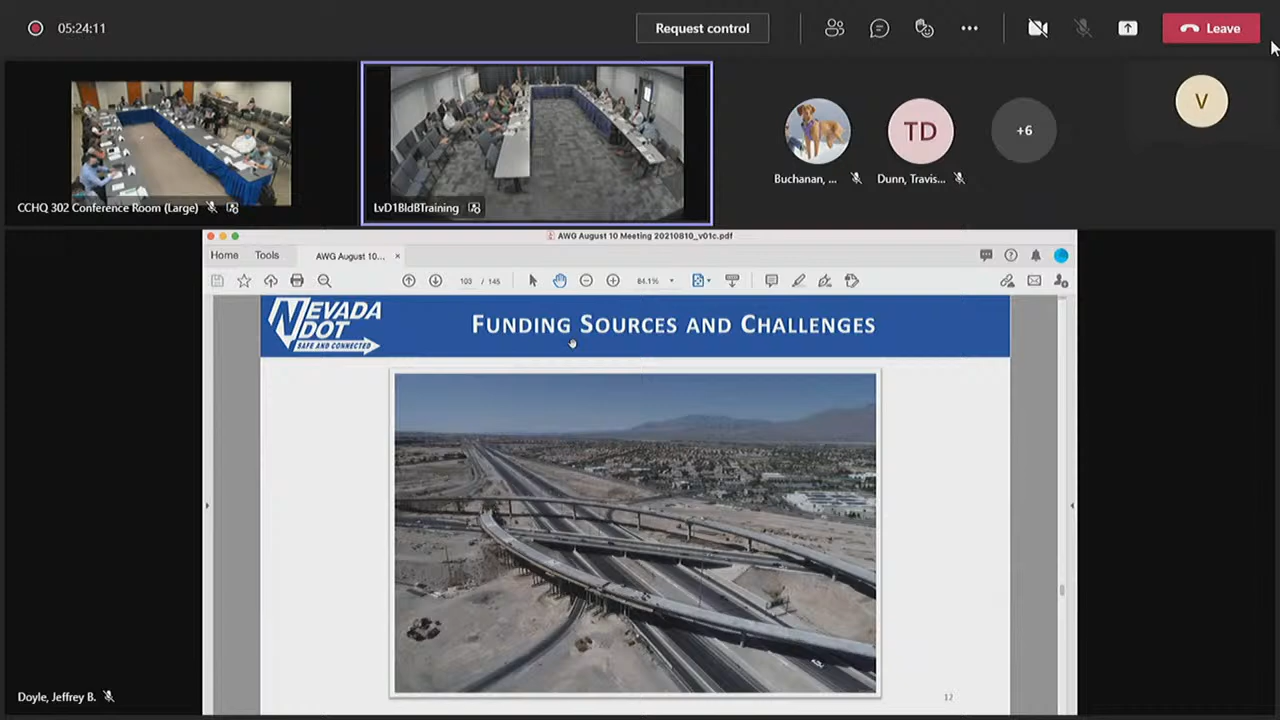 05:24:11
Request control
Leave
V
TD
+6
Buchanan, ...
Dunn, Travis...
CCHQ 302 Conference Room (Large)
LvD1BldBTraining
AWG August 10 Meeting 20210810_v01c.pdf
Home
Tools
AWG August 10...
103 / 145
84.1%
NEVADA
DOT
SAFE AND CONNECTED
FUNDING SOURCES AND CHALLENGES
12
Doyle, Jeffrey B.